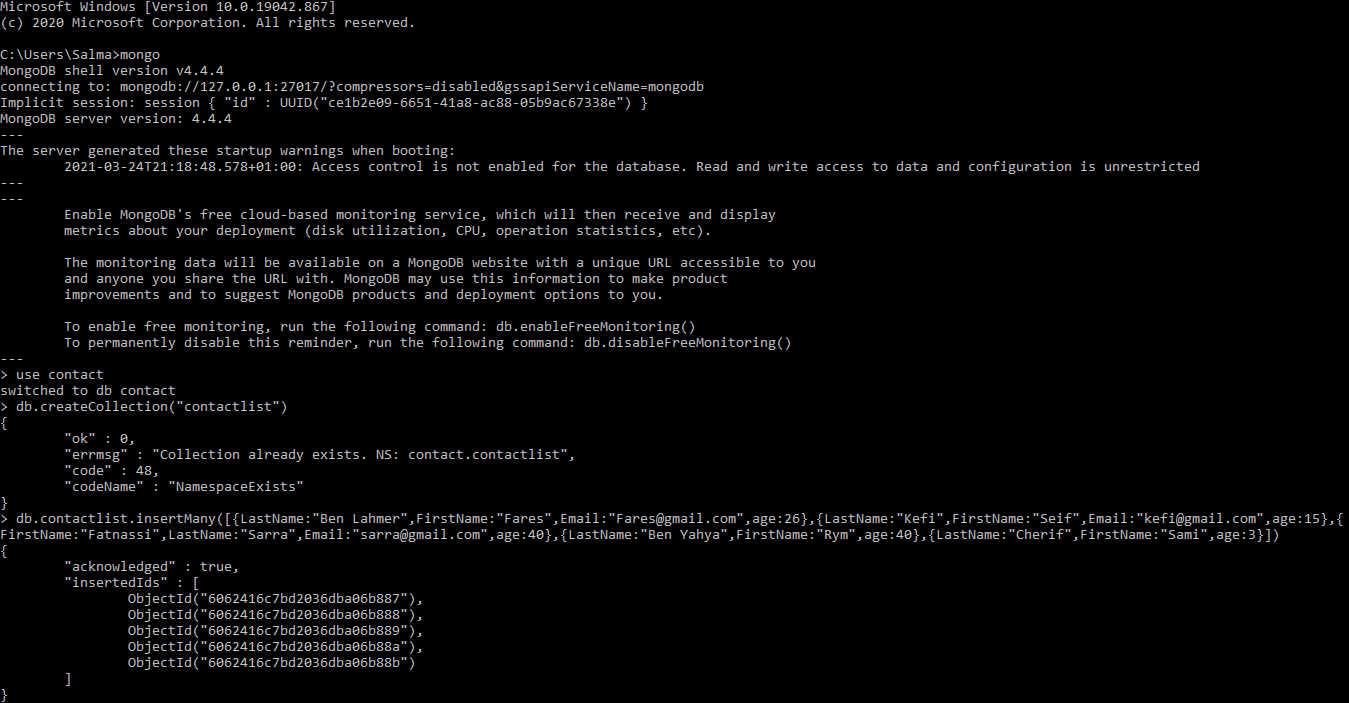 Microsoft Windows [Version 10.0.19042.867]
(c) 2020 Microsoft Corporation. All rights reserved.
C:\Users\Salma>mongo
MongoDB shell version v4.4.4
connecting to: mongodb://127.0.0.1:27017/?compressors=disabled&gssapiServiceName=mongodb
Implicit session: session { "id" : UUID("ce1b2e09-6651-41a8-ac88-05b9ac67338e") }
MongoDB server version: 4.4.4
---
The server generated these startup warnings when booting:
        2021-03-24T21:18:48.578+01:00: Access control is not enabled for the database. Read and write access to data and configuration is unrestricted
---
---
        Enable MongoDB's free cloud-based monitoring service, which will then receive and display
        metrics about your deployment (disk utilization, CPU, operation statistics, etc).
        The monitoring data will be available on a MongoDB website with a unique URL accessible to you
        and anyone you share the URL with. MongoDB may use this information to make product
        improvements and to suggest MongoDB products and deployment options to you.
        To enable free monitoring, run the following command: db.enableFreeMonitoring()
        To permanently disable this reminder, run the following command: db.disableFreeMonitoring()
---
> use contact
switched to db contact
> db.createCollection("contactlist")
{
        "ok" : 0,
        "errmsg" : "Collection already exists. NS: contact.contactlist",
        "code" : 48,
        "codeName" : "NamespaceExists"
}
> db.contactlist.insertMany([{LastName:"Ben Lahmer",FirstName:"Fares",Email:"Fares@gmail.com",age:26},{LastName:"Kefi",FirstName:"Seif",Email:"kefi@gmail.com",age:15},{
FirstName:"Fatnassi",LastName:"Sarra",Email:"sarra@gmail.com",age:40},{LastName:"Ben Yahya",FirstName:"Rym",age:40},{LastName:"Cherif",FirstName:"Sami",age:3}])
{
        "acknowledged" : true,
        "insertedIds" : [
                ObjectId("6062416c7bd2036dba06b887"),
                ObjectId("6062416c7bd2036dba06b888"),
                ObjectId("6062416c7bd2036dba06b889"),
                ObjectId("6062416c7bd2036dba06b88a"),
                ObjectId("6062416c7bd2036dba06b88b")
        ]
}